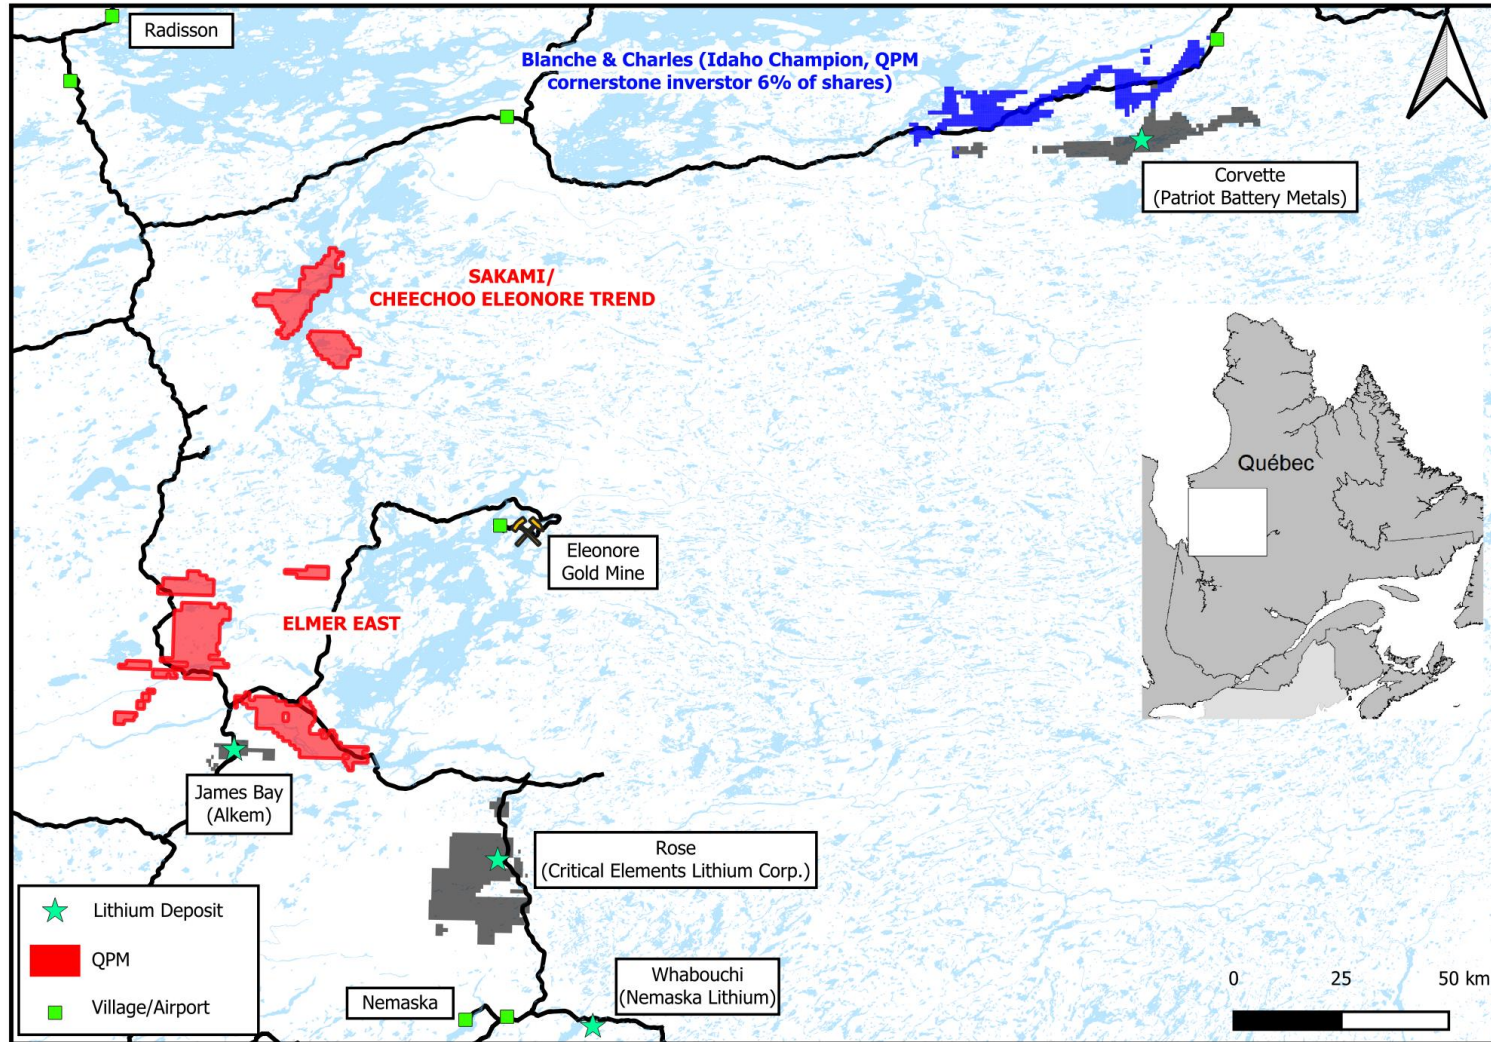 Radisson
Blanche & Charles (Idaho Champion, QPM
cornerstone inverstor 6% of shares)
Corvette
(Patriot Battery Metals)
SAKAMI/
CHEECHOO ELEONORE TREND
Québec
Eleonore
Gold Mine
ELMER EAST
James Bay
(Alkem)
Rose
(Critical Elements Lithium Corp.)
Whabouchi
(Nemaska Lithium)
Nemaska
Lithium Deposit
QPM
Village/Airport
0 25 50 km